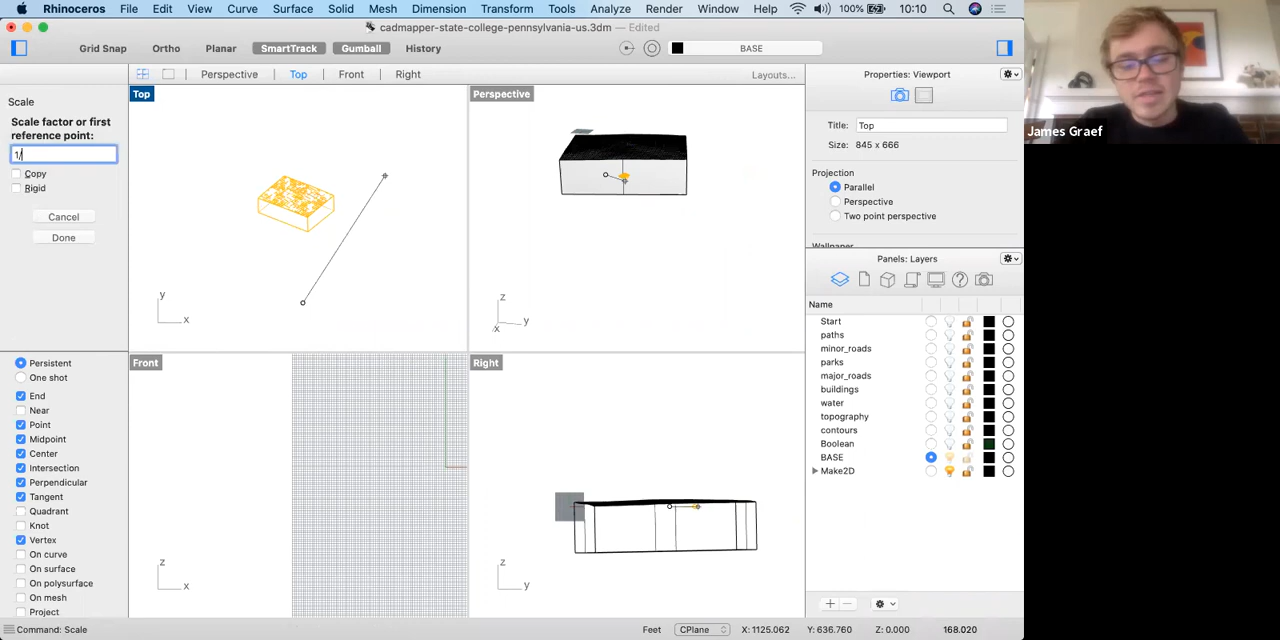 Rhinoceros File Edit View Curve Surface Solid Mesh Dimension Transform Tools Analyze Render Window Help 100% 10:10
cadmapper-state-college-pennsylvania-us.3dm — Edited
Grid Snap Ortho Planar SmartTrack Gumball History BASE
Perspective Top Front Right Layouts...
Properties: Viewport
Scale
Scale factor or first
reference point:
1/
Copy
Rigid
Cancel
Done
Persistent
One shot
End
Near
Point
Midpoint
Center
Intersection
Perpendicular
Tangent
Quadrant
Knot
Vertex
On curve
On surface
On polysurface
On mesh
Project
Top
y
x
Perspective
z
y
x
Front
z
x
Right
z
y
Title: Top
Size: 845 x 666
Projection
Parallel
Perspective
Two point perspective
Wallpaper
Panels: Layers
Name
Start
paths
minor_roads
parks
major_roads
buildings
water
topography
contours
Boolean
BASE
Make2D
Command: Scale
Feet CPlane X: 1125.062 Y: 636.760 Z: 0.000 168.020
James Graef